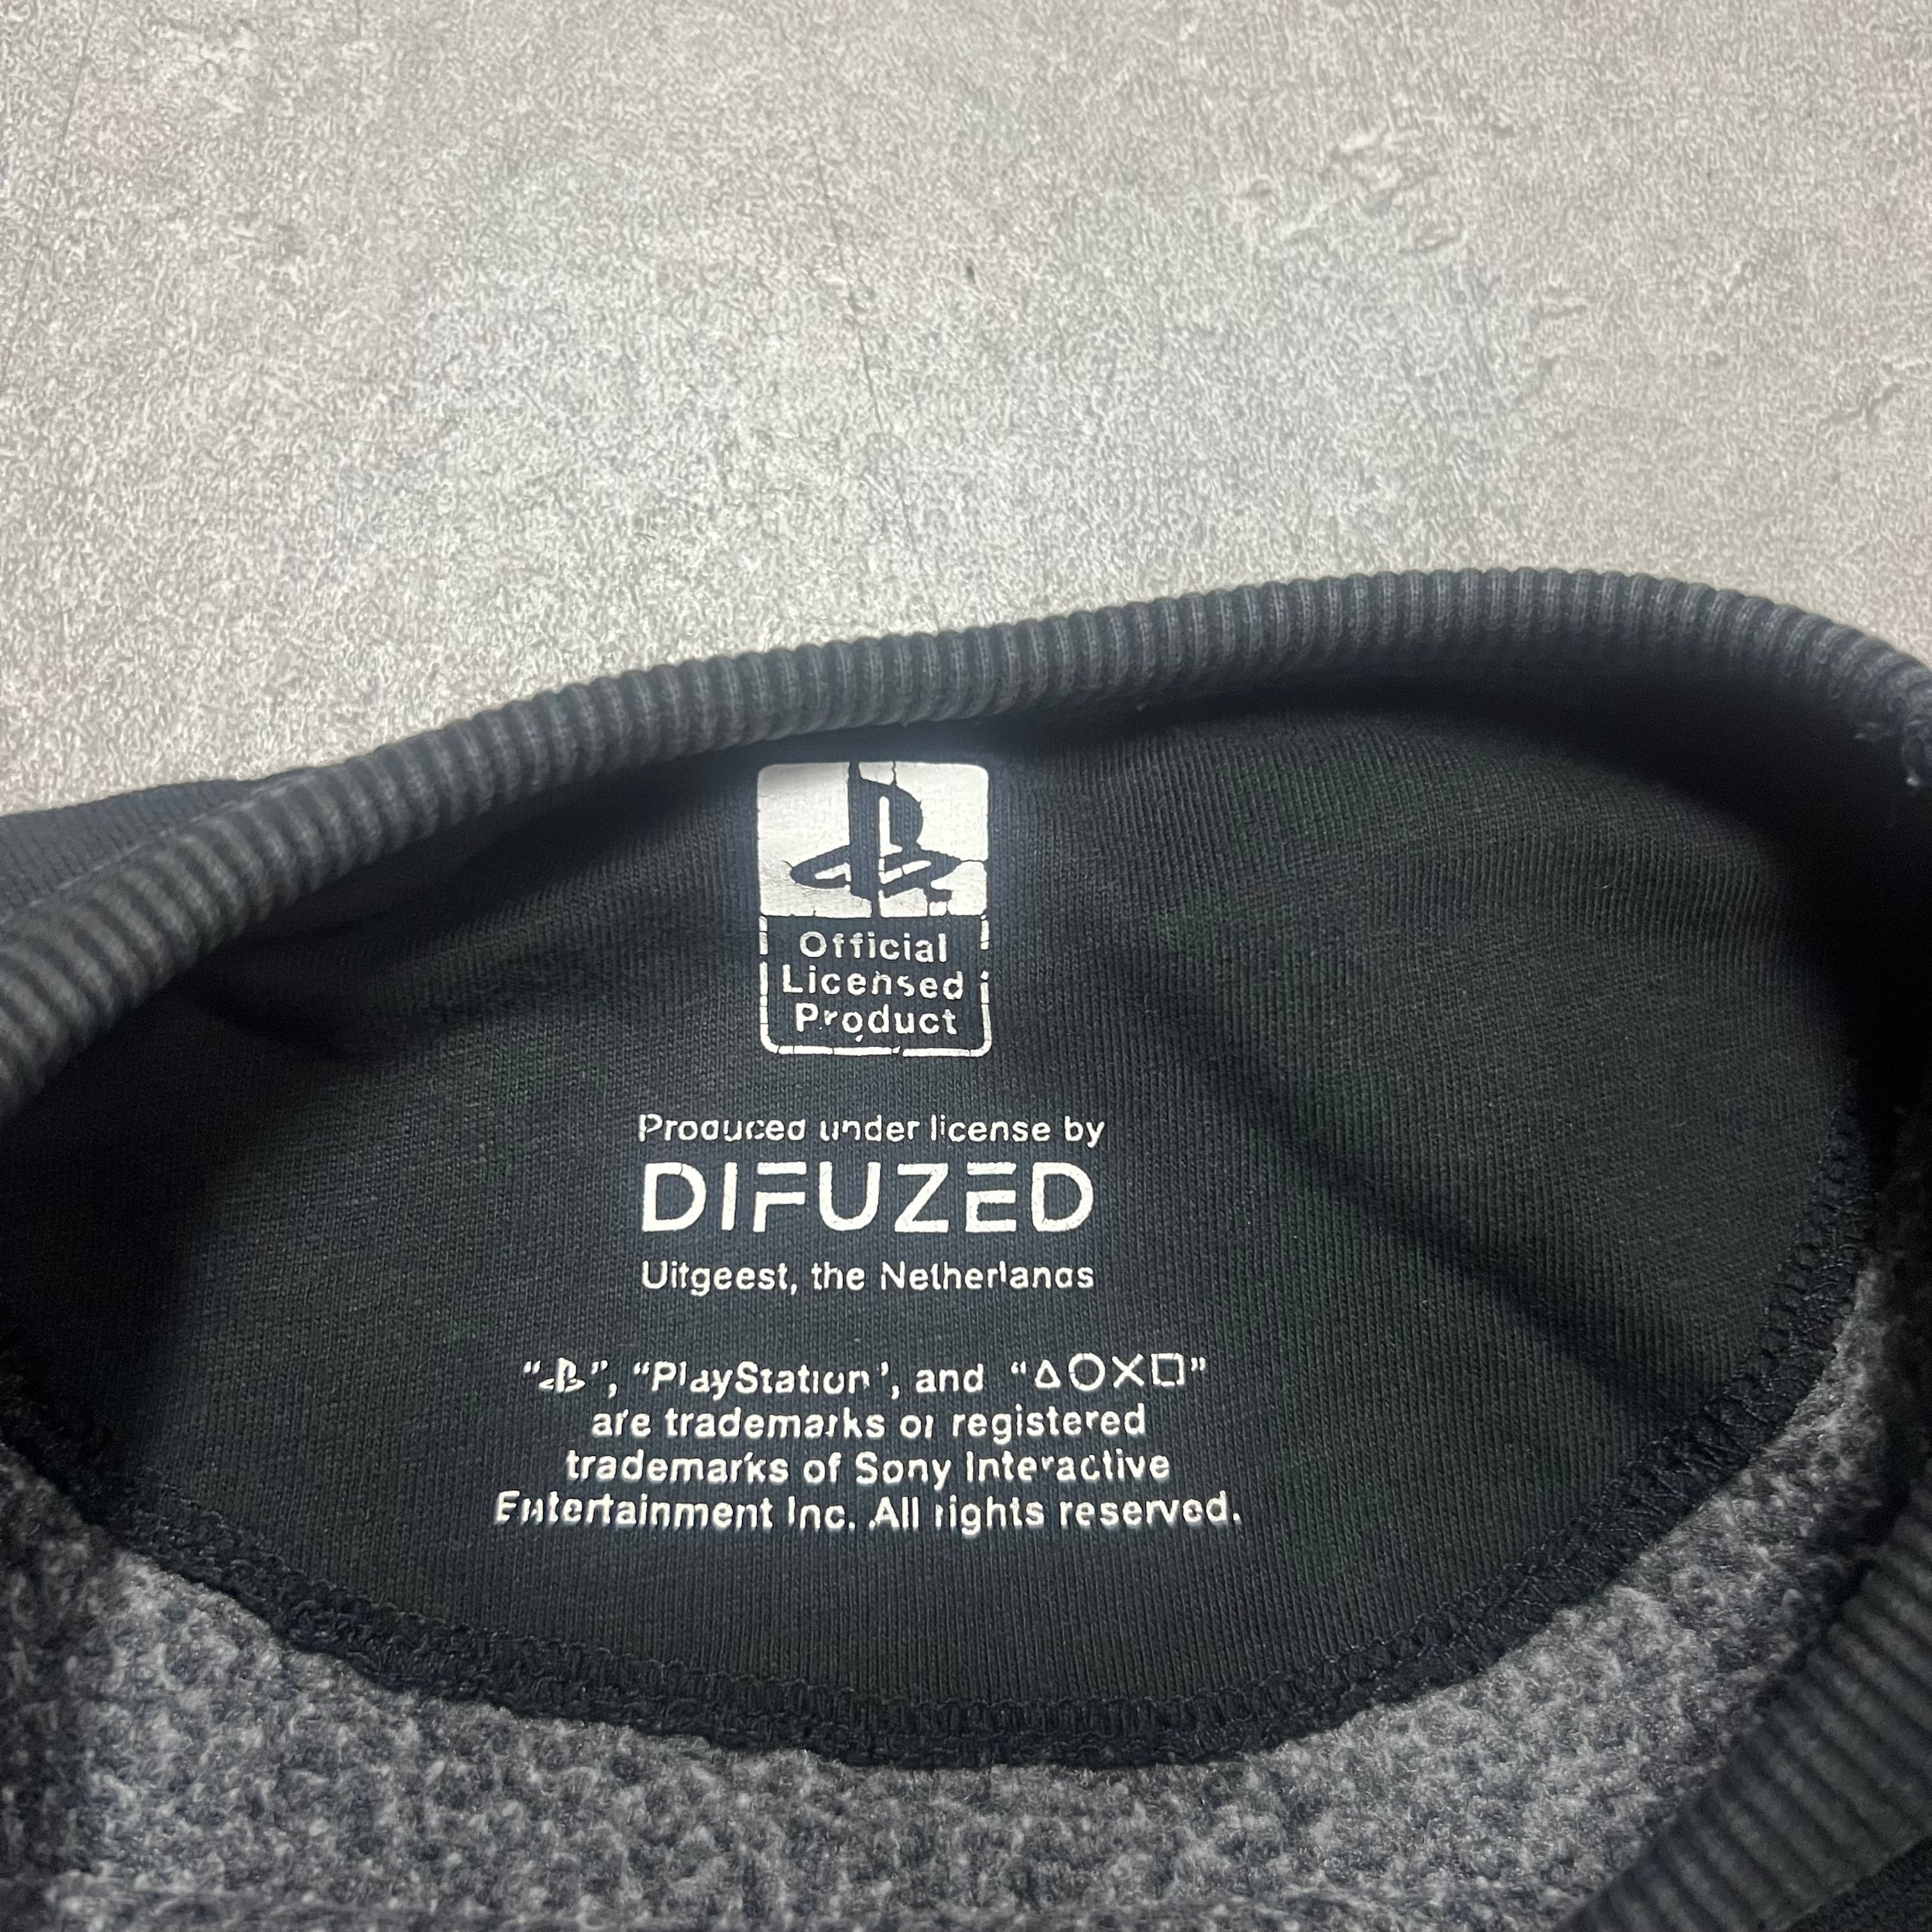 Official
Licensed
Product
Produced under license by
DIFUZED
Uitgeest, the Netherlands
“”, “PlayStation”, and “△○×□”
are trademarks or registered
trademarks of Sony Interactive
Entertainment Inc. All rights reserved.